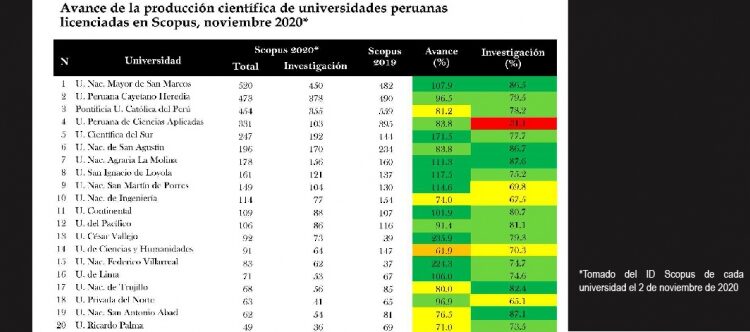 Avance de la producción científica de universidades peruanas
licenciadas en Scopus, noviembre 2020*
N Universidad Scopus 2020* Total Investigación Scopus 2019 Avance (%) Investigación (%)
1 U. Nac. Mayor de San Marcos 520 450 482 107.9 86.5
2 U. Peruana Cayetano Heredia 473 378 490 96.5 79.5
3 Pontificia U. Católica del Perú 454 355 559 81.2 78.2
4 U. Peruana de Ciencias Aplicadas 331 103 395 83.8 31.1
5 U. Científica del Sur 247 192 144 171.5 77.7
6 U. Nac. de San Agustín 196 170 234 83.8 86.7
7 U. Nac. Agraria La Molina 178 156 160 111.3 87.6
8 U. San Ignacio de Loyola 161 121 137 117.5 75.2
9 U. Nac. San Martín de Porres 149 104 130 114.6 69.8
10 U. Nac. de Ingeniería 114 77 154 74.0 67.5
11 U. Continental 109 88 107 101.9 80.7
12 U. del Pacífico 106 86 116 91.4 81.1
13 U. César Vallejo 92 73 39 235.9 79.3
14 U. de Ciencias y Humanidades 91 64 147 61.9 70.3
15 U. Nac. Federico Villarreal 83 62 37 224.3 74.7
16 U. de Lima 71 53 67 106.0 74.6
17 U. Nac. de Trujillo 68 56 85 80.0 82.4
18 U. Privada del Norte 63 41 65 96.9 65.1
19 U. Nac. San Antonio Abad 62 54 81 76.5 87.1
20 U. Ricardo Palma 49 36 69 71.0 73.5
*Tomado del ID Scopus de cada
universidad el 2 de noviembre de 2020